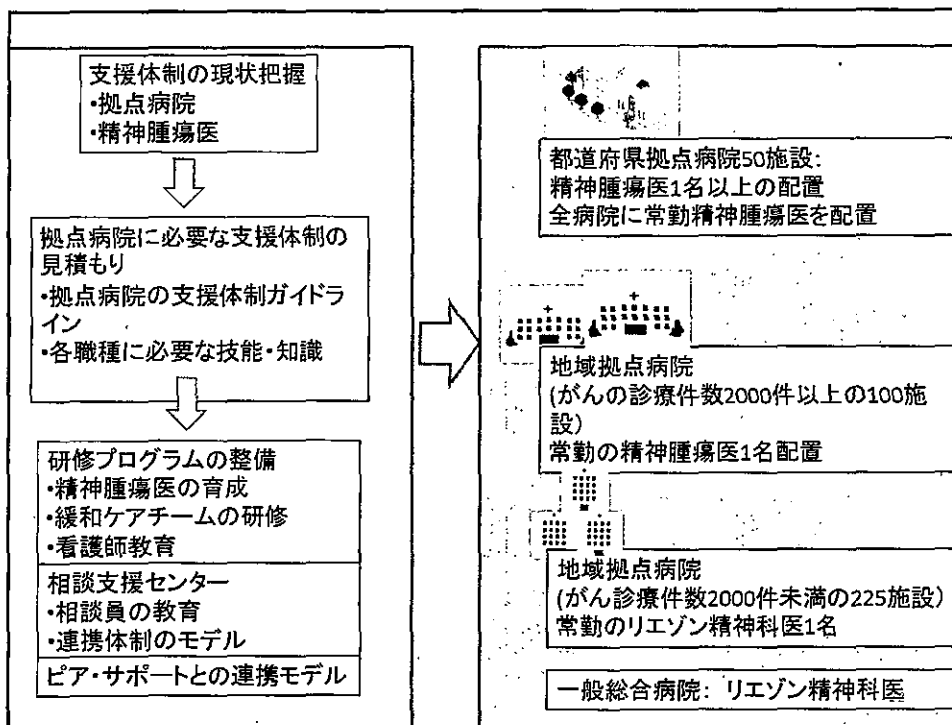 支援体制の現状把握
・拠点病院
・精神腫瘍医
拠点病院に必要な支援体制の
見積もり
・拠点病院の支援体制ガイドラ
イン
・各職種に必要な技能・知識
研修プログラムの整備
・精神腫瘍医の育成
・緩和ケアチームの研修
・看護師教育
相談支援センター
・相談員の教育
・連携体制のモデル
ピア・サポートとの連携モデル
都道府県拠点病院50施設:
精神腫瘍医1名以上の配置
全病院に常勤精神腫瘍医を配置
地域拠点病院
(がんの診療件数2000件以上の100施
設)
常勤の精神腫瘍医1名配置
地域拠点病院
(がん診療件数2000件未満の225施設)
常勤のリエゾン精神科医1名
一般総合病院: リエゾン精神科医